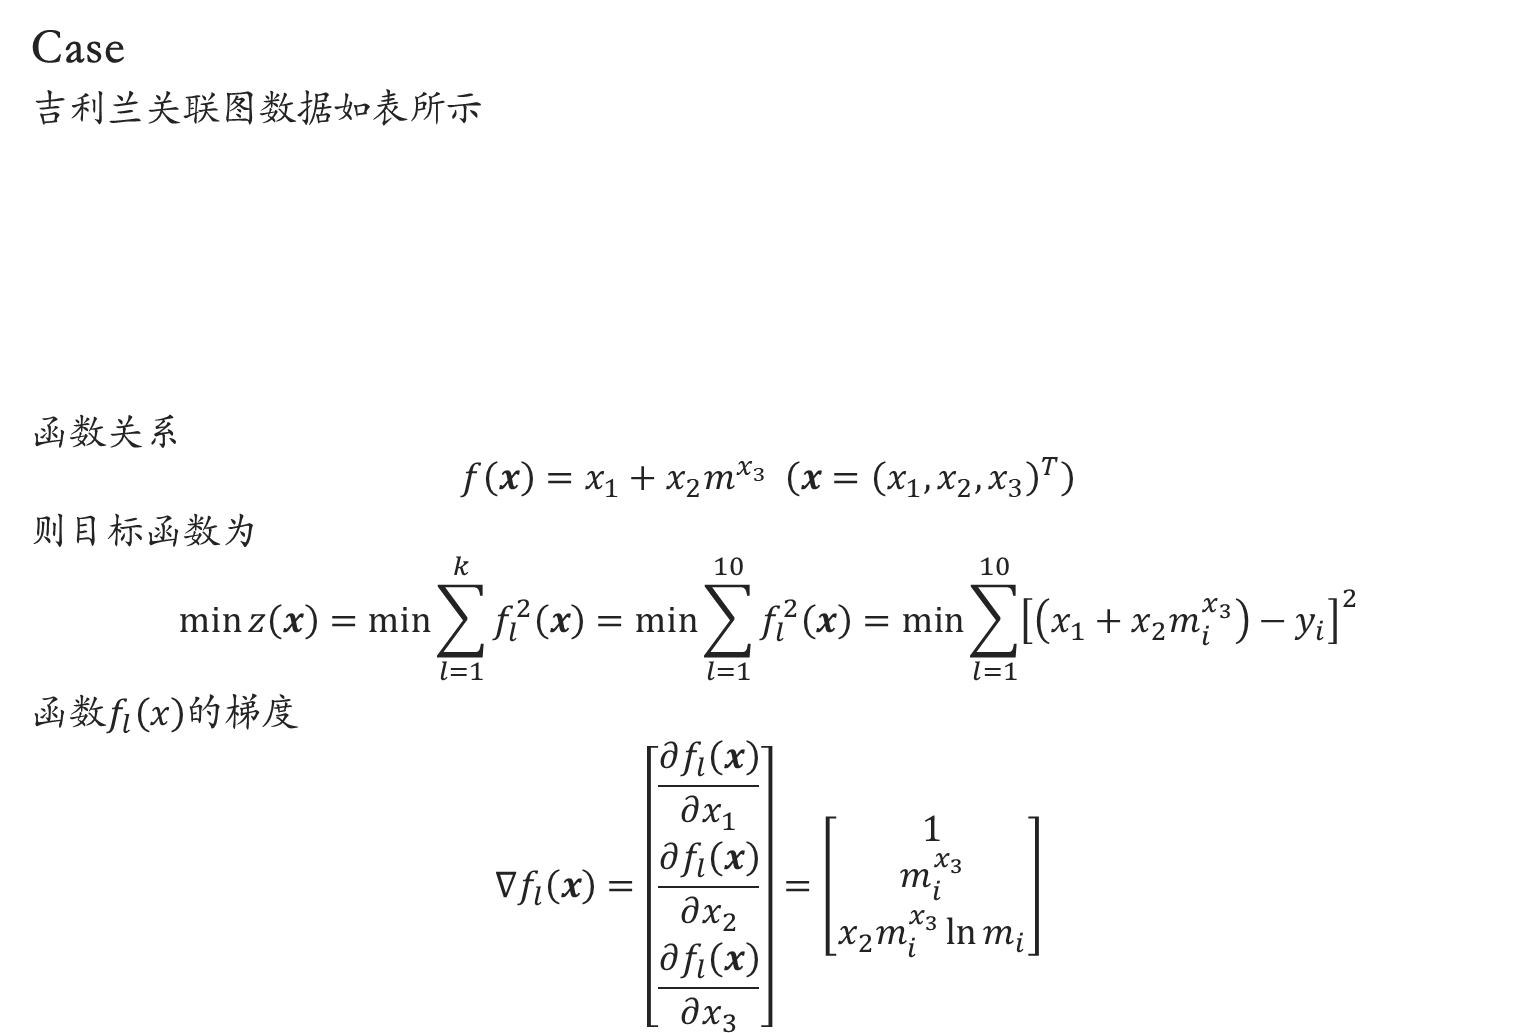 Case
吉利兰关联图数据如表所示
函数关系
f(x) = x₁ + x₂m^{x₃} (x = (x₁, x₂, x₃)^T)
则目标函数为
min z(x) = min ∑_{l=1}^{k} f_l²(x) = min ∑_{l=1}^{10} f_l²(x) = min ∑_{l=1}^{10} [(x₁ + x₂m_i^{x₃}) − y_i]²
函数f_l(x)的梯度
∇f_l(x) = [∂f_l(x)/∂x₁ ∂f_l(x)/∂x₂ ∂f_l(x)/∂x₃] = [1 m_i^{x₃} x₂m_i^{x₃} ln m_i]